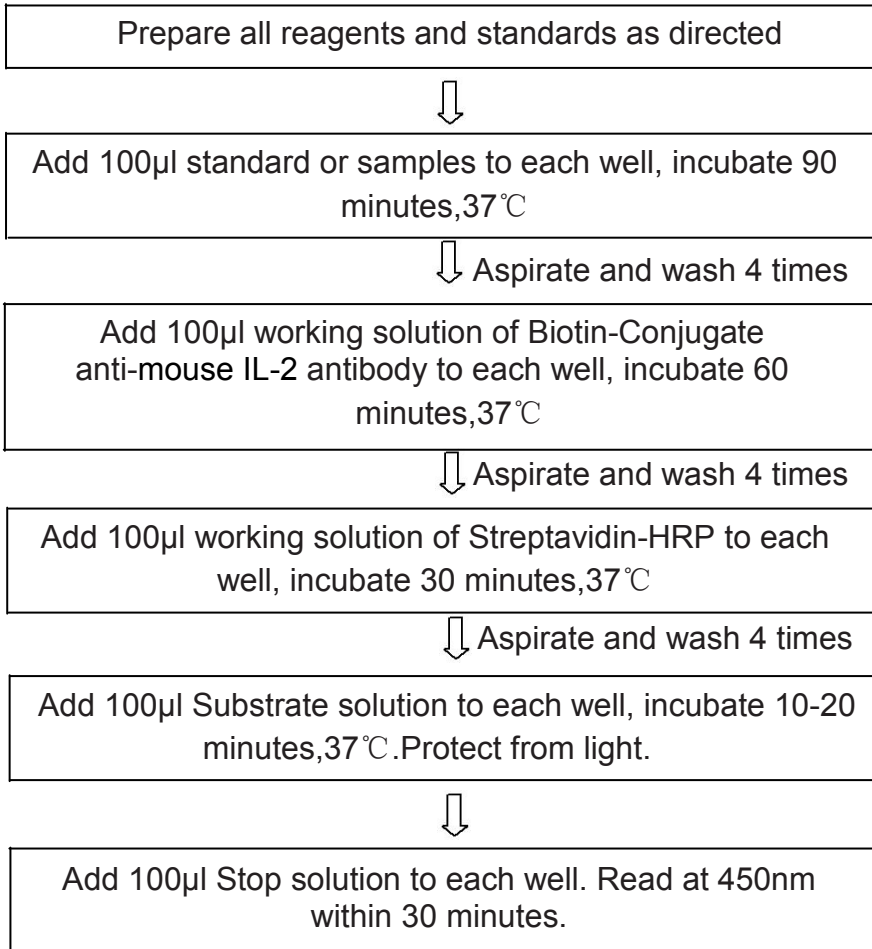 Prepare all reagents and standards as directed
Add 100µl standard or samples to each well, incubate 90
minutes,37℃
Aspirate and wash 4 times
Add 100µl working solution of Biotin-Conjugate
anti-mouse IL-2 antibody to each well, incubate 60
minutes,37℃
Aspirate and wash 4 times
Add 100µl working solution of Streptavidin-HRP to each
well, incubate 30 minutes,37℃
Aspirate and wash 4 times
Add 100µl Substrate solution to each well, incubate 10-20
minutes,37℃.Protect from light.
Add 100µl Stop solution to each well. Read at 450nm
within 30 minutes.